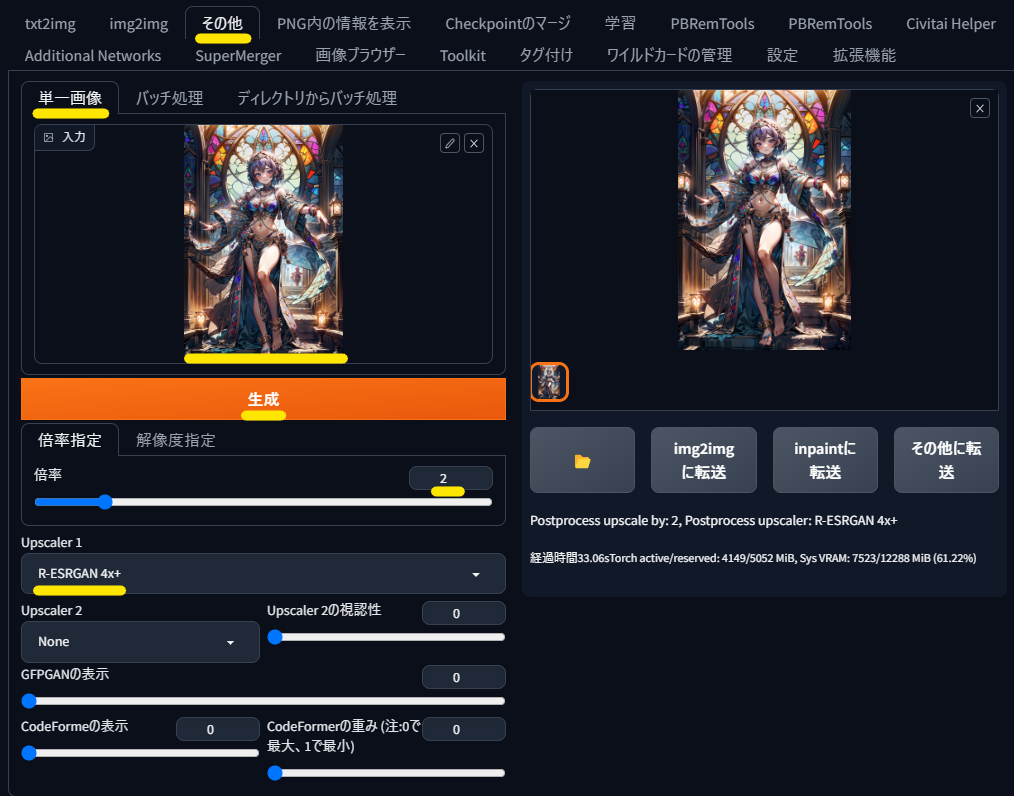 txt2img img2img その他 PNG内の情報を表示 Checkpointのマージ 学習 PBRemTools PBRemTools Civitai Helper
Additional Networks SuperMerger 画像ブラウザー Toolkit タグ付け ワイルドカードの管理 設定 拡張機能
単一画像 バッチ処理 ディレクトリからバッチ処理
入力
生成
倍率指定 解像度指定
倍率 2
Upscaler 1
R-ESRGAN 4x+
Upscaler 2
None
Upscaler 2の視認性 0
GFPGANの表示 0
CodeFormeの表示 0
CodeFormerの重み (注:0で
最大、1で最小)
0
img2img
に転送
inpaintに
転送
その他に転
送
Postprocess upscale by: 2, Postprocess upscaler: R-ESRGAN 4x+
経過時間33.06sTorch active/reserved: 4149/5052 MiB, Sys VRAM: 7523/12288 MiB (61.22%)